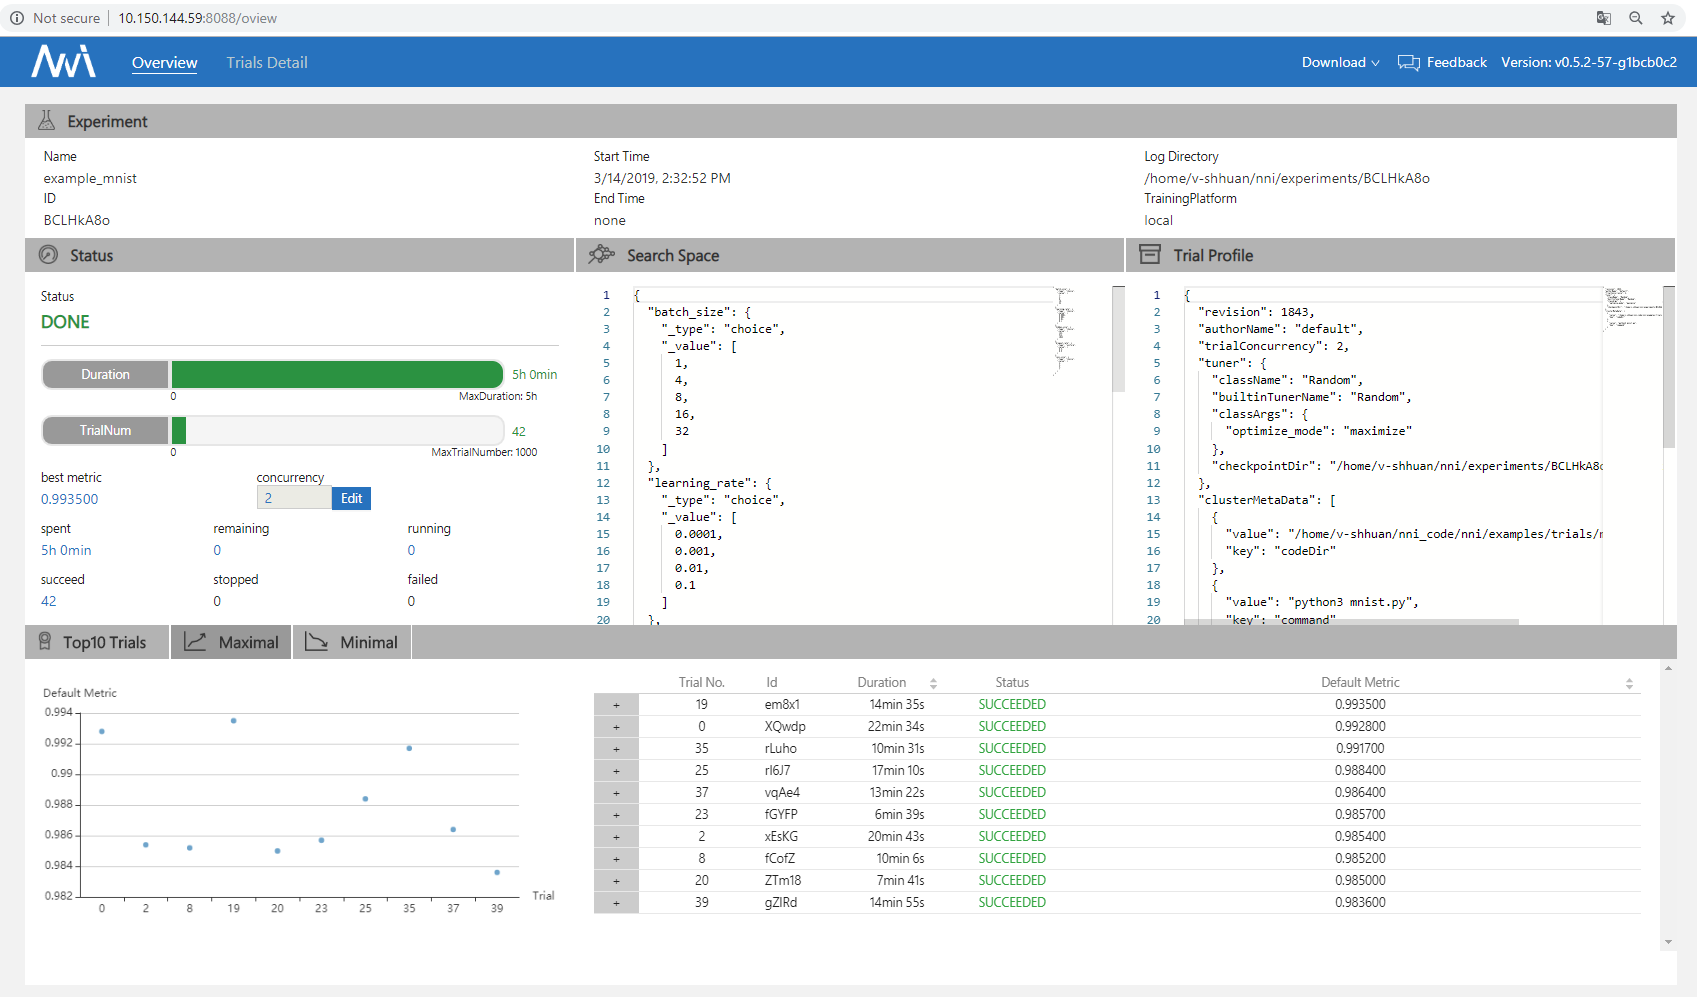 Not secure 10.150.144.59:8088/oview
NNI Overview Trials Detail Download Feedback Version: v0.5.2-57-g1bcb0c2
Experiment
Name
example_mnist
ID
BCLHkA8o
Start Time
3/14/2019, 2:32:52 PM
End Time
none
Log Directory
/home/v-shhuan/nni/experiments/BCLHkA8o
TrainingPlatform
local
Status
Status
DONE
Duration 5h 0min
0 MaxDuration: 5h
TrialNum 42
0 MaxTrialNumber: 1000
best metric concurrency
0.993500 2 Edit
spent remaining running
5h 0min 0 0
succeed stopped failed
42 0 0
Search Space
1 {
2 "batch_size": {
3 "_type": "choice",
4 "_value": [
5 1,
6 4,
7 8,
8 16,
9 32
10 ]
11 },
12 "learning_rate": {
13 "_type": "choice",
14 "_value": [
15 0.0001,
16 0.001,
17 0.01,
18 0.1
19 ]
20 },
Trial Profile
1 {
2 "revision": 1843,
3 "authorName": "default",
4 "trialConcurrency": 2,
5 "tuner": {
6 "className": "Random",
7 "builtinTunerName": "Random",
8 "classArgs": {
9 "optimize_mode": "maximize"
10 },
11 "checkpointDir": "/home/v-shhuan/nni/experiments/BCLHkA8o
12 },
13 "clusterMetaData": [
14 {
15 "value": "/home/v-shhuan/nni_code/nni/examples/trials/m
16 "key": "codeDir"
17 },
18 {
19 "value": "python3 mnist.py",
20 "key": "command"
Top10 Trials Maximal Minimal
Default Metric
0.994
0.992
0.99
0.988
0.986
0.984
0.982
0 2 8 19 20 23 25 35 37 39
Trial
Trial No. Id Duration Status Default Metric
+ 19 em8x1 14min 35s SUCCEEDED 0.993500
+ 0 XQwdp 22min 34s SUCCEEDED 0.992800
+ 35 rLuho 10min 31s SUCCEEDED 0.991700
+ 25 rI6J7 17min 10s SUCCEEDED 0.988400
+ 37 vqAe4 13min 22s SUCCEEDED 0.986400
+ 23 fGYFP 6min 39s SUCCEEDED 0.985700
+ 2 xEsKG 20min 43s SUCCEEDED 0.985400
+ 8 fCofZ 10min 6s SUCCEEDED 0.985200
+ 20 ZTm18 7min 41s SUCCEEDED 0.985000
+ 39 gZIRd 14min 55s SUCCEEDED 0.983600